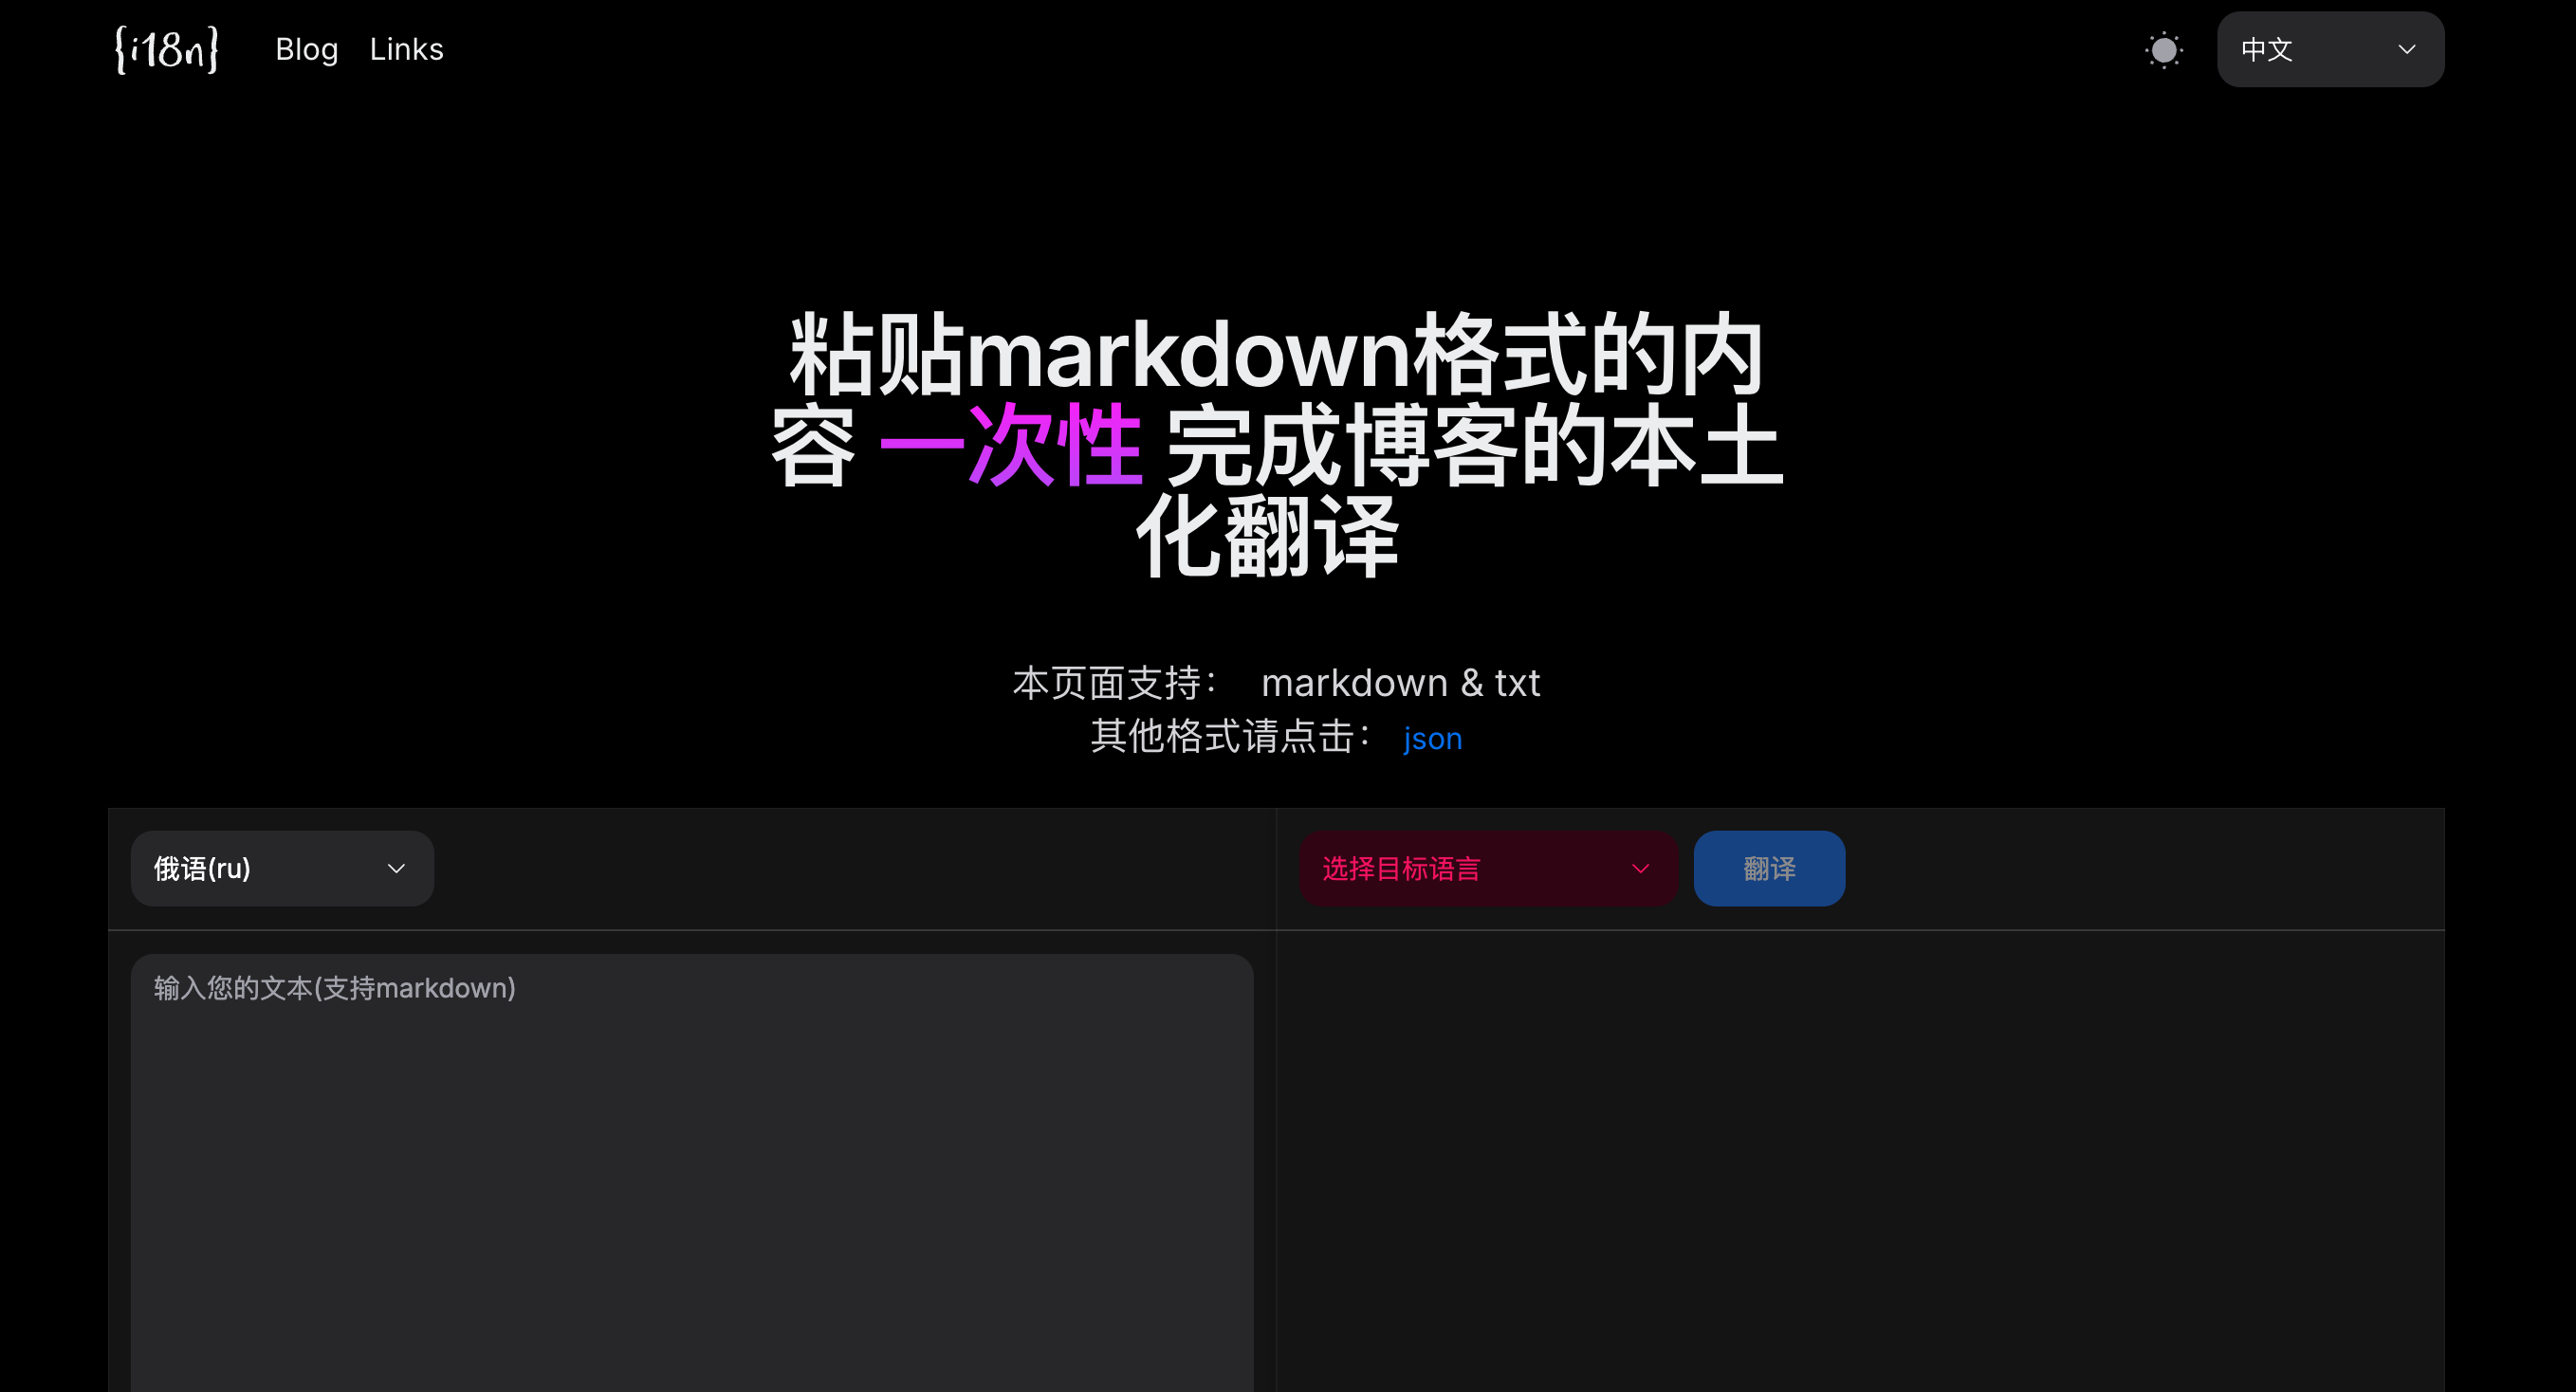 {i18n}
Blog
Links
中文
粘贴markdown格式的内
容 一次性 完成博客的本土
化翻译
本页面支持： markdown & txt
其他格式请点击： json
俄语(ru)
选择目标语言
翻译
输入您的文本(支持markdown)